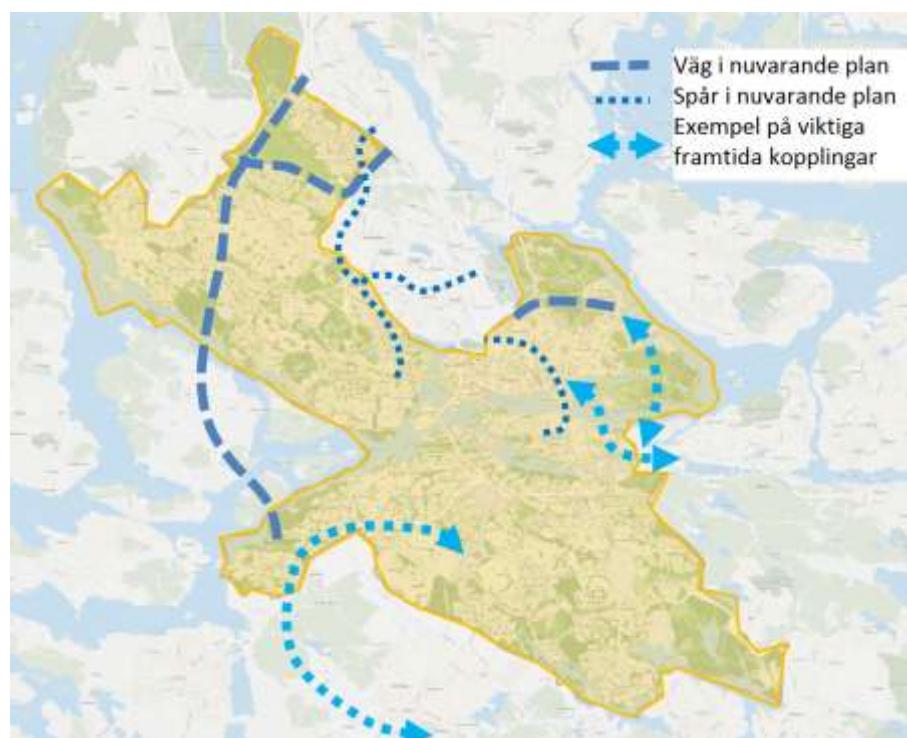 Väg i nuvarande plan
Spår i nuvarande plan
Exempel på viktiga
framtida kopplingar